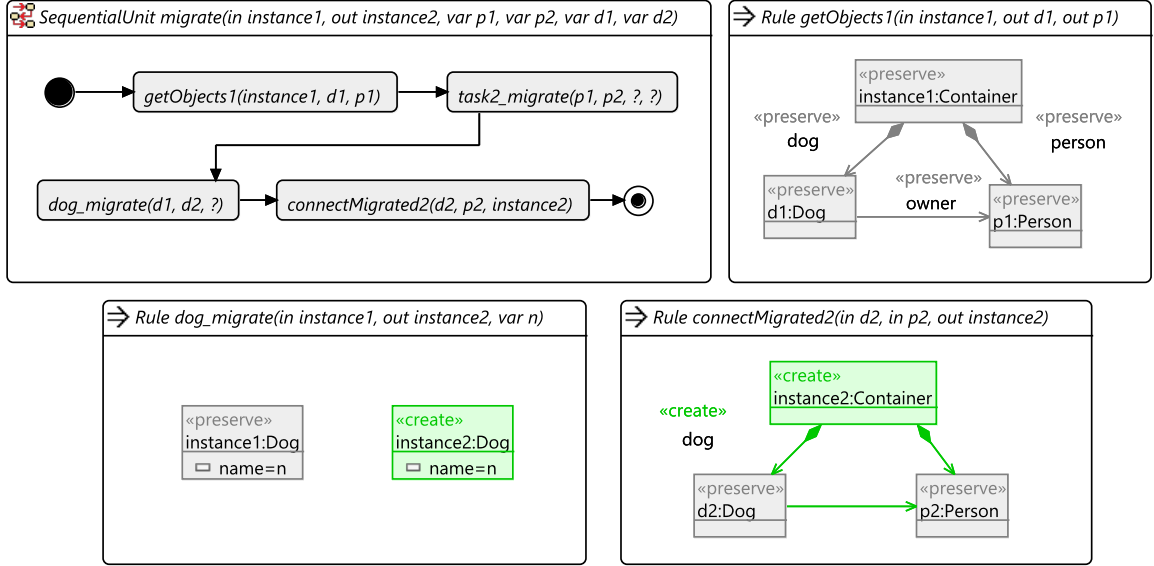 SequentialUnit migrate(in instance1, out instance2, var p1, var p2, var d1, var d2)
getObjects1(instance1, d1, p1)
task2_migrate(p1, p2, ?, ?)
dog_migrate(d1, d2, ?)
connectMigrated2(d2, p2, instance2)
Rule getObjects1(in instance1, out d1, out p1)
«preserve»
instance1:Container
«preserve»
dog
«preserve»
person
«preserve»
d1:Dog
«preserve»
owner
«preserve»
p1:Person
Rule dog_migrate(in instance1, out instance2, var n)
«preserve»
instance1:Dog
name=n
«create»
instance2:Dog
name=n
Rule connectMigrated2(in d2, in p2, out instance2)
«create»
instance2:Container
«create»
dog
«preserve»
d2:Dog
«preserve»
p2:Person